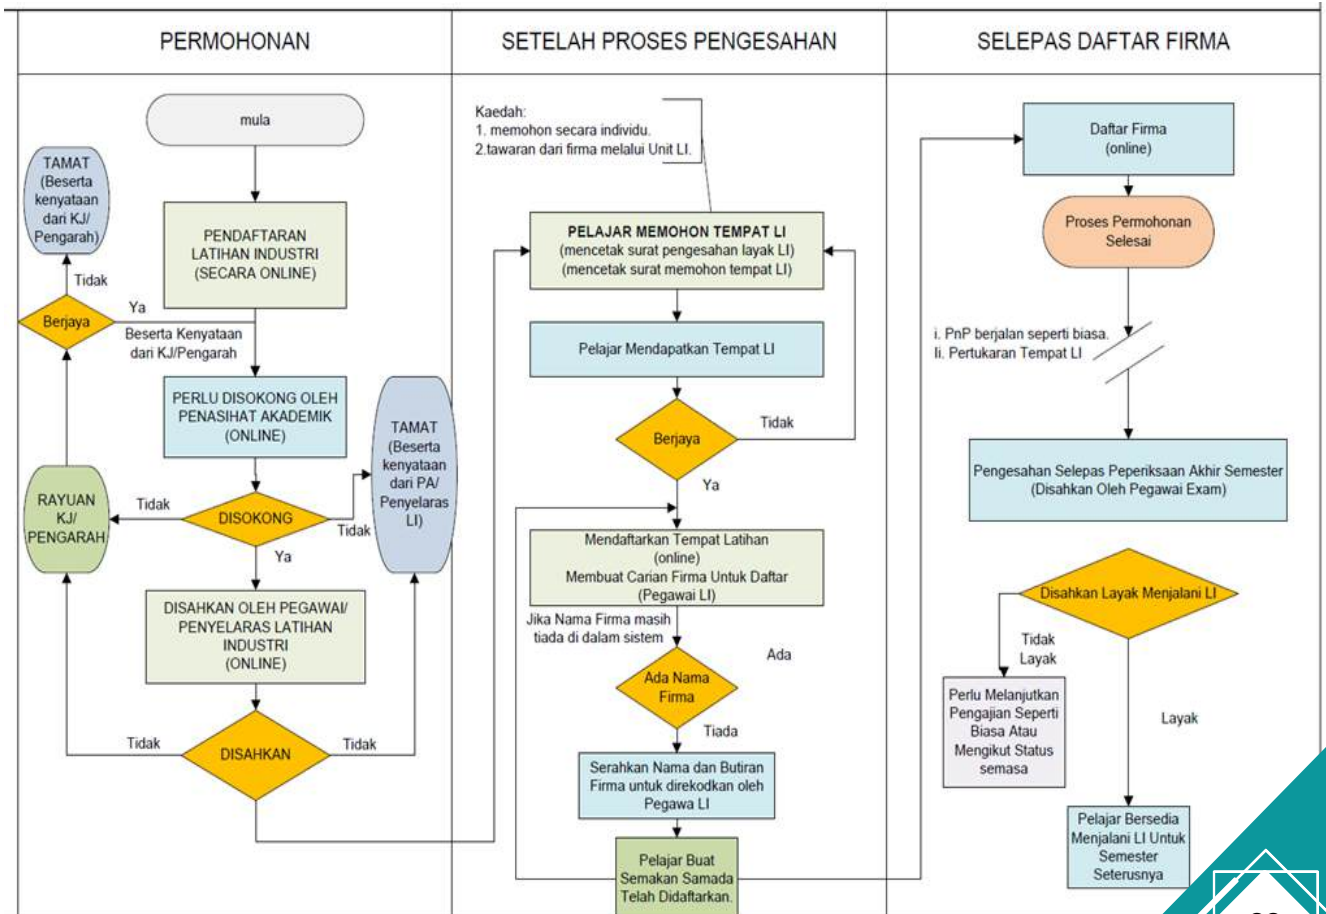 PERMOHONAN
mula
TAMAT
(Beserta
kenyataan
dari KJ/
Pengarah)
PENDAFTARAN
LATIHAN INDUSTRI
(SECARA ONLINE)
Tidak
Berjaya
Ya
Beserta Kenyataan
dari KJ/Pengarah
PERLU DISOKONG OLEH
PENASIHAT AKADEMIK
(ONLINE)
TAMAT
(Beserta
kenyataan
dari PA/
Penyelaras
LI)
RAYUAN
KJ/
PENGARAH
Tidak
DISOKONG
Tidak
Ya
DISAHKAN OLEH PEGAWAI/
PENYELARAS LATIHAN
INDUSTRI
(ONLINE)
Tidak
DISAHKAN
Tidak
SETELAH PROSES PENGESAHAN
Kaedah:
1. memohon secara individu.
2.tawaran dari firma melalui Unit LI.
PELAJAR MEMOHON TEMPAT LI
(mencetak surat pengesahan layak LI)
(mencetak surat memohon tempat LI)
Pelajar Mendapatkan Tempat LI
Berjaya
Tidak
Ya
Mendaftarkan Tempat Latihan
(online)
Membuat Carian Firma Untuk Daftar
(Pegawai LI)
Jika Nama Firma masih
tiada di dalam sistem
Ada
Ada Nama
Firma
Tiada
Serahkan Nama dan Butiran
Firma untuk direkodkan oleh
Pegawa LI
Pelajar Buat
Semakan Samada
Telah Didaftarkan.
SELEPAS DAFTAR FIRMA
Daftar Firma
(online)
Proses Permohonan
Selesai
i. PnP berjalan seperti biasa.
Ii. Pertukaran Tempat LI
Pengesahan Selepas Peperiksaan Akhir Semester
(Disahkan Oleh Pegawai Exam)
Disahkan Layak Menjalani LI
Tidak
Layak
Perlu Melanjutkan
Pengajian Seperti
Biasa Atau
Mengikut Status
semasa
Layak
Pelajar Bersedia
Menjalani LI Untuk
Semester
Seterusnya